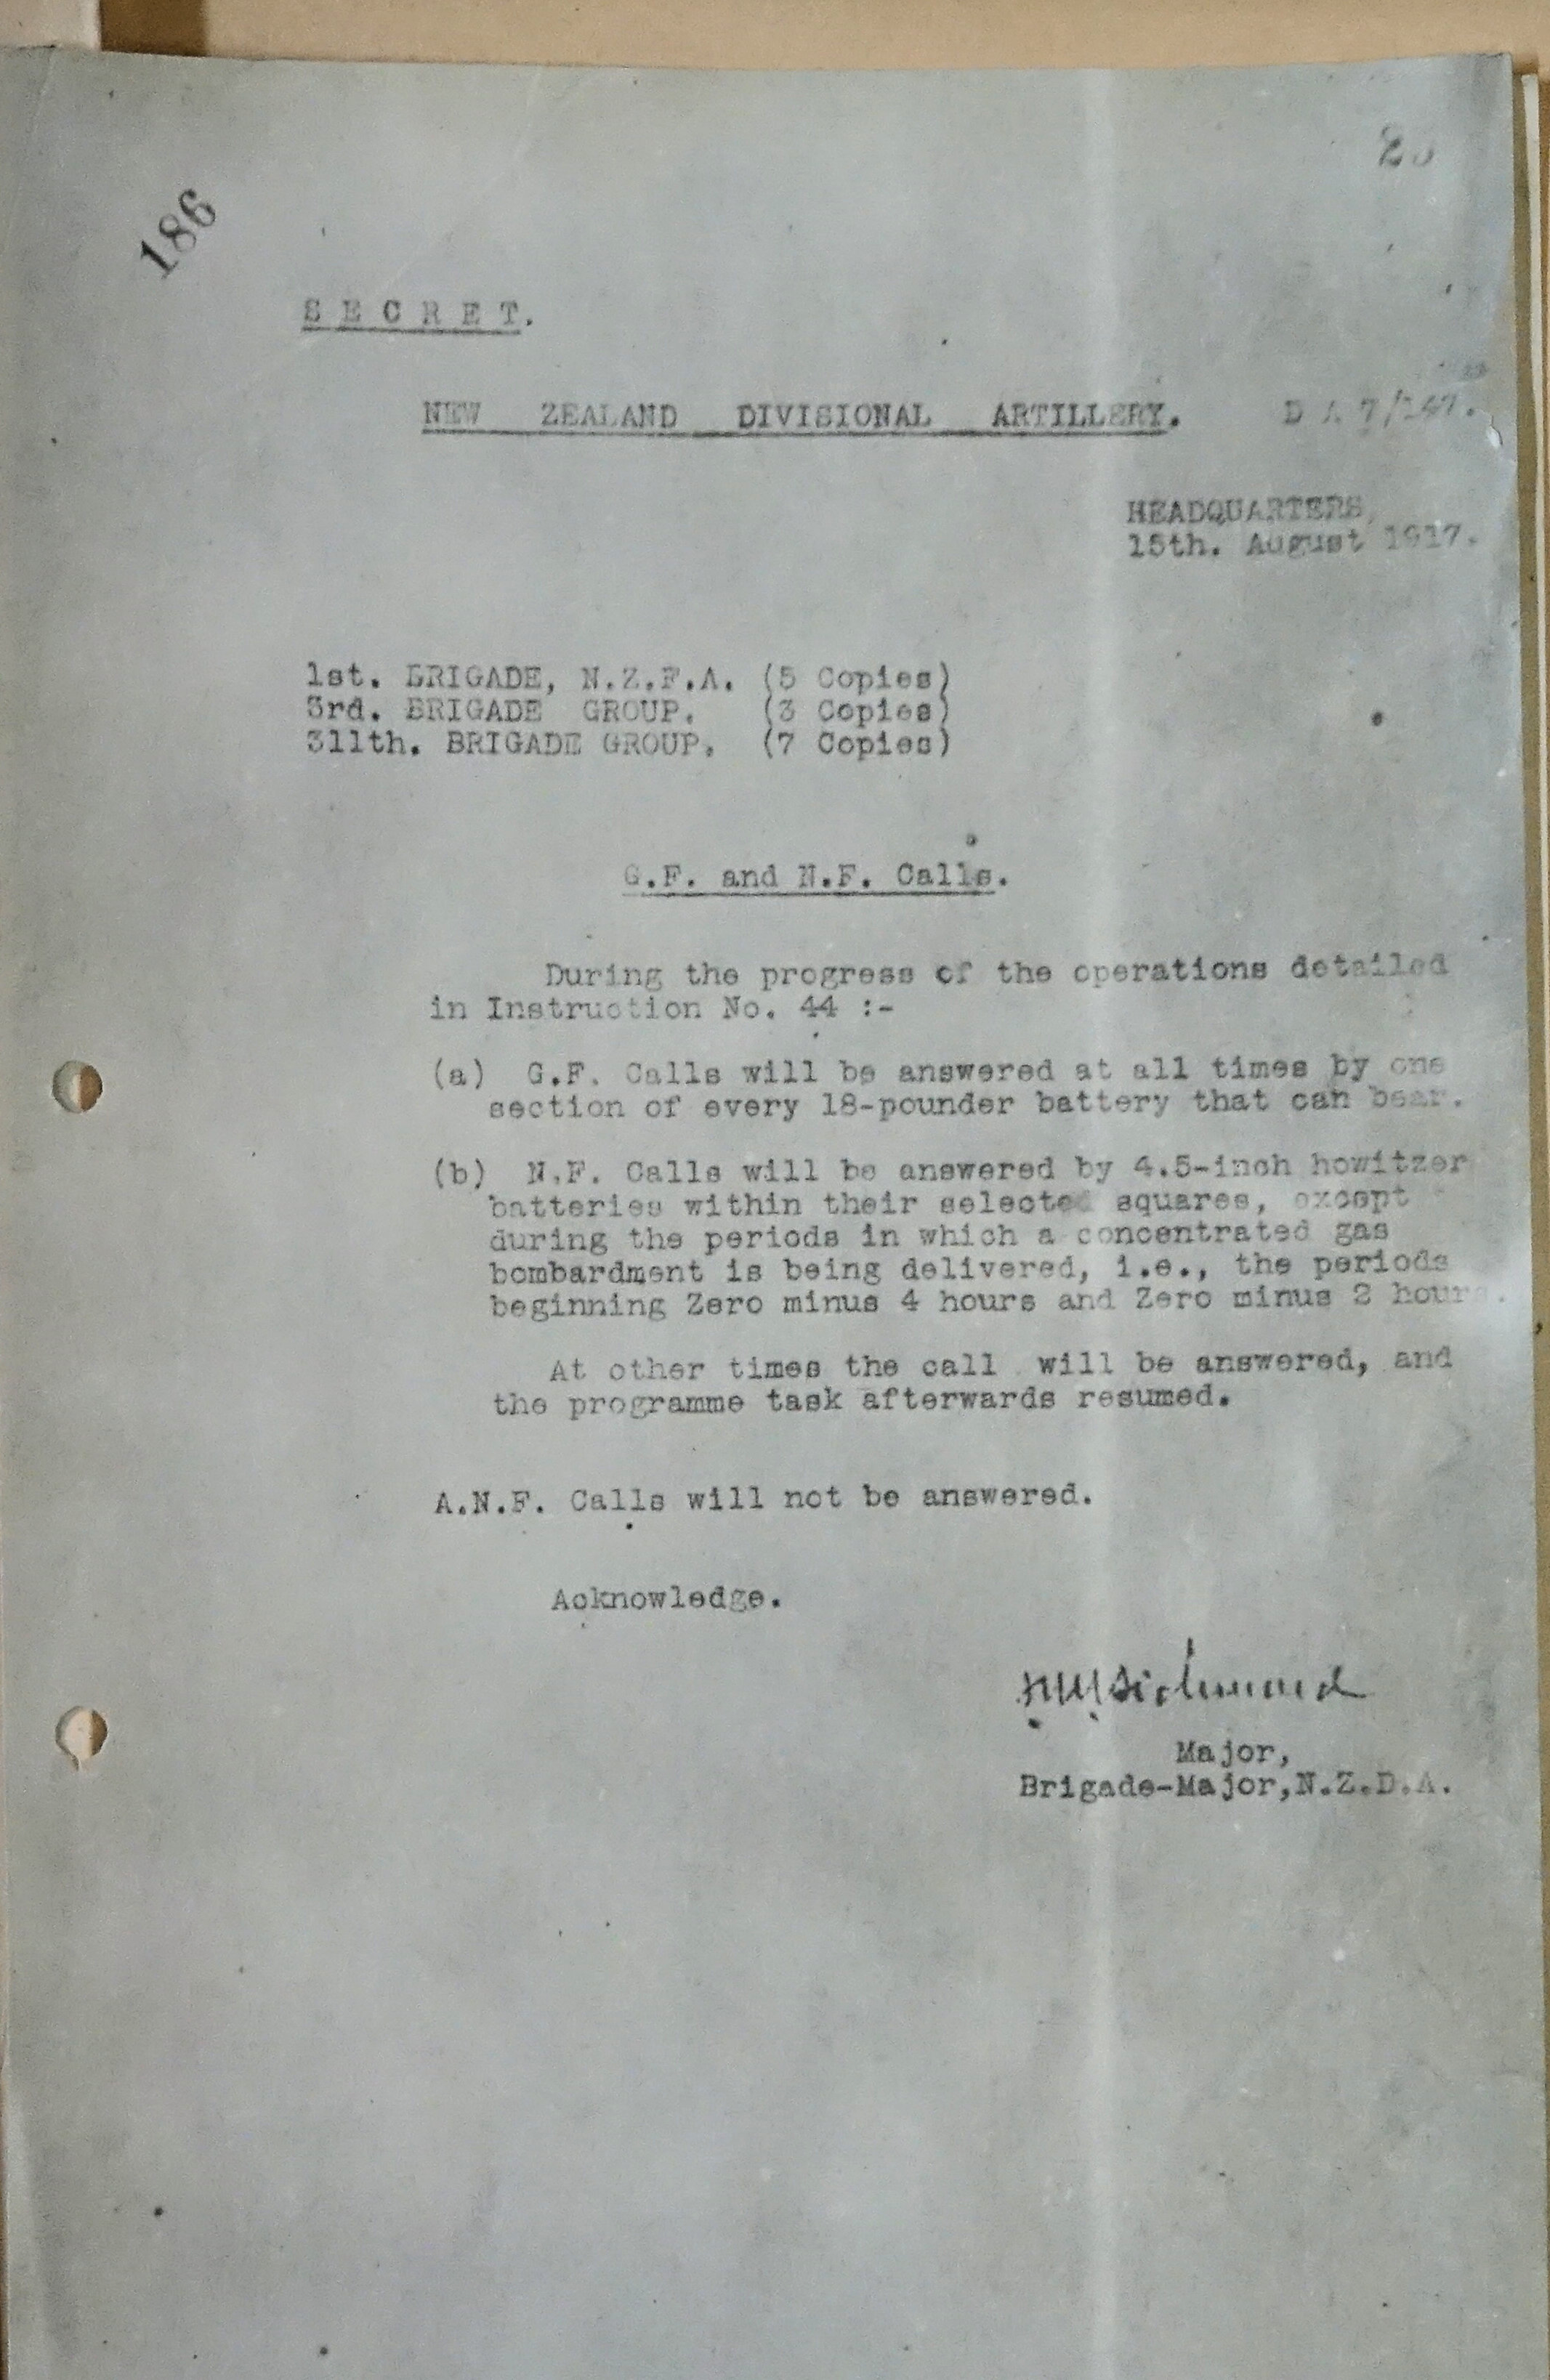 186
S E C R E T.
NEW ZEALAND DIVISIONAL ARTILLERY. D A 7/
HEADQUARTERS,
15th. August 1917.
1st. BRIGADE, N.Z.F.A. (5 Copies)
3rd. BRIGADE GROUP. (3 Copies)
311th. BRIGADE GROUP. (7 Copies)
G.F. and N.F. Calls.
During the progress of the operations detailed
in Instruction No. 44 :-
(a) G.F. Calls will be answered at all times by one
section of every 18-pounder battery that can bear.
(b) N.F. Calls will be answered by 4.5-inch howitzer
batteries within their selected squares, except
during the periods in which a concentrated gas
bombardment is being delivered, i.e., the periods
beginning Zero minus 4 hours and Zero minus 2 hours.
At other times the call will be answered, and
the programme task afterwards resumed.
A.N.F. Calls will not be answered.
Acknowledge.
Major,
Brigade-Major,N.Z.D.A.